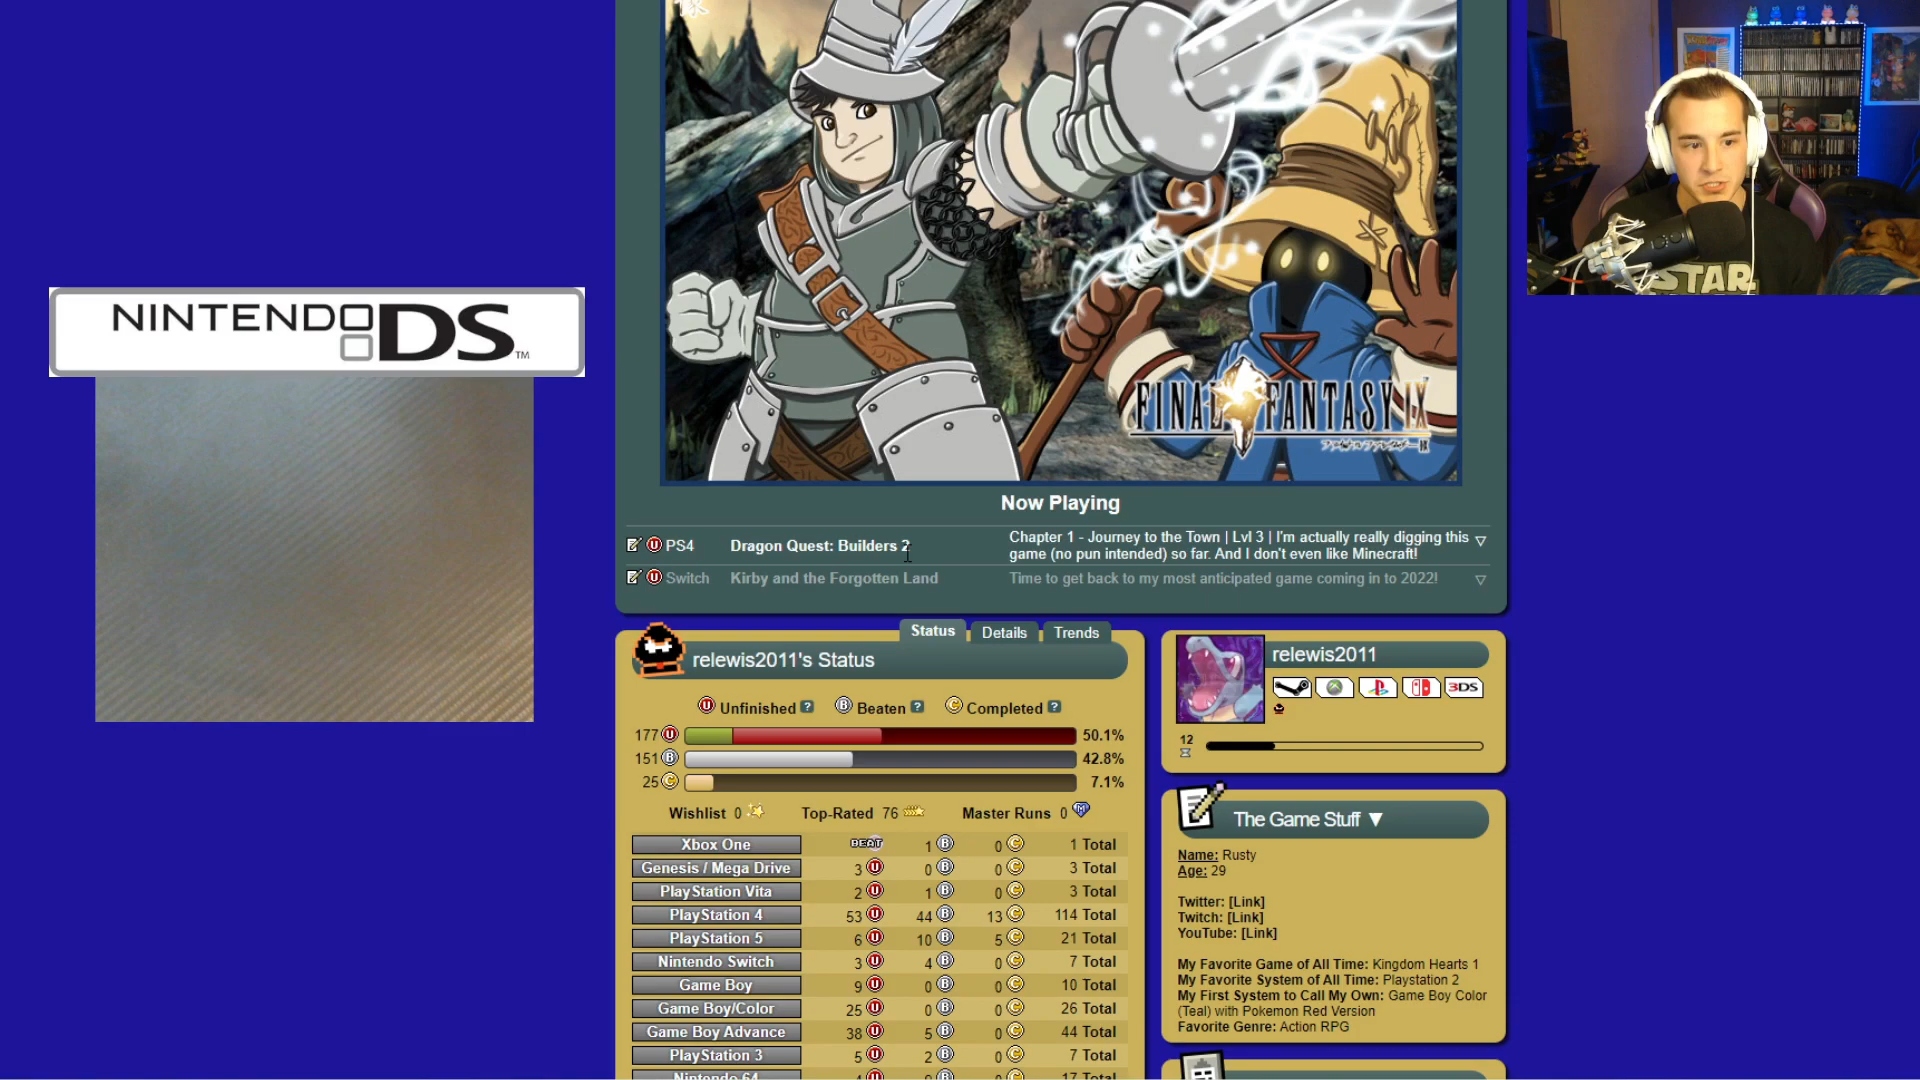 NINTENDO DS™
FINAL FANTASY IX
STAR
Now Playing
PS4 Dragon Quest: Builders 2 Chapter 1 - Journey to the Town | Lvl 3 | I'm actually really digging this
game (no pun intended) so far. And I don't even like Minecraft!
Switch Kirby and the Forgotten Land Time to get back to my most anticipated game coming in to 2022!
Status Details Trends
relewis2011's Status
U Unfinished ? B Beaten ? C Completed ?
177 U 50.1%
151 B 42.8%
25 C 7.1%
Wishlist 0 Top-Rated 76 Master Runs 0 M
Xbox One BEAT 1 B 0 C 1 Total
Genesis / Mega Drive 3 U 0 B 0 C 3 Total
PlayStation Vita 2 U 1 B 0 C 3 Total
PlayStation 4 53 U 44 B 13 C 114 Total
PlayStation 5 6 U 10 B 5 C 21 Total
Nintendo Switch 3 U 4 B 0 C 7 Total
Game Boy 9 U 0 B 0 C 10 Total
Game Boy/Color 25 U 0 B 0 C 26 Total
Game Boy Advance 38 U 5 B 0 C 44 Total
PlayStation 3 5 U 2 B 0 C 7 Total
Nintendo 64 17 Total
relewis2011
3DS
12
The Game Stuff ▼
Name: Rusty
Age: 29
Twitter: [Link]
Twitch: [Link]
YouTube: [Link]
My Favorite Game of All Time: Kingdom Hearts 1
My Favorite System of All Time: Playstation 2
My First System to Call My Own: Game Boy Color
(Teal) with Pokemon Red Version
Favorite Genre: Action RPG